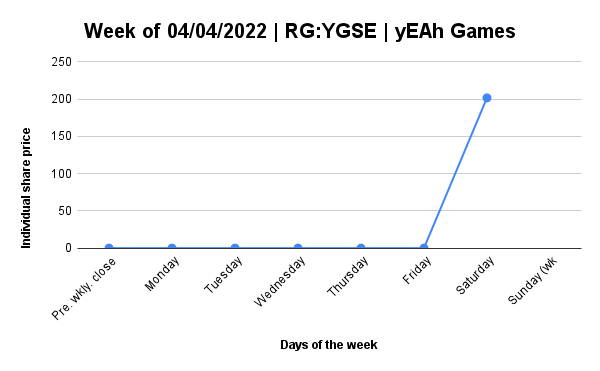 Week of 04/04/2022 | RG:YGSE | yEAh Games
250
200
150
100
50
0
Individual share price
Pre. wkly. close
Monday
Tuesday
Wednesday
Thursday
Friday
Saturday
Sunday (wk
Days of the week